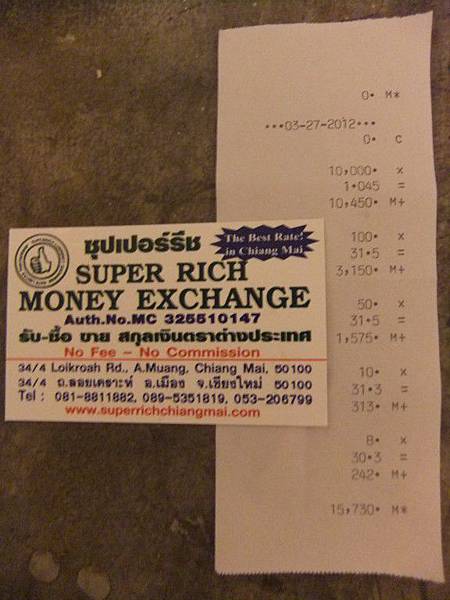 ซุปเปอร์รีช
The Best Rate!
in Chiang Mai
SUPER RICH
MONEY EXCHANGE
Auth.No.MC 325510147
รับ-ซื้อ ขาย สกุลเงินตราต่างประเทศ
No Fee - No Commission
34/4 Loikroah Rd., A.Muang, Chiang Mai, 50100
34/4 ถ.ลอยเคราะห์ อ.เมือง จ.เชียงใหม่ 50100
Tel : 081-8811882, 089-5351819, 053-206799
www.superrichchiangmai.com
0• M*
•••03-27-2012•••
0• C
10,000• x
1•045 =
10,450• M+
100• x
31•5 =
3,150• M+
50• x
31•5 =
1,575• M+
10• x
31•3 =
313• M+
8• x
30•3 =
242• M+
15,730• M*